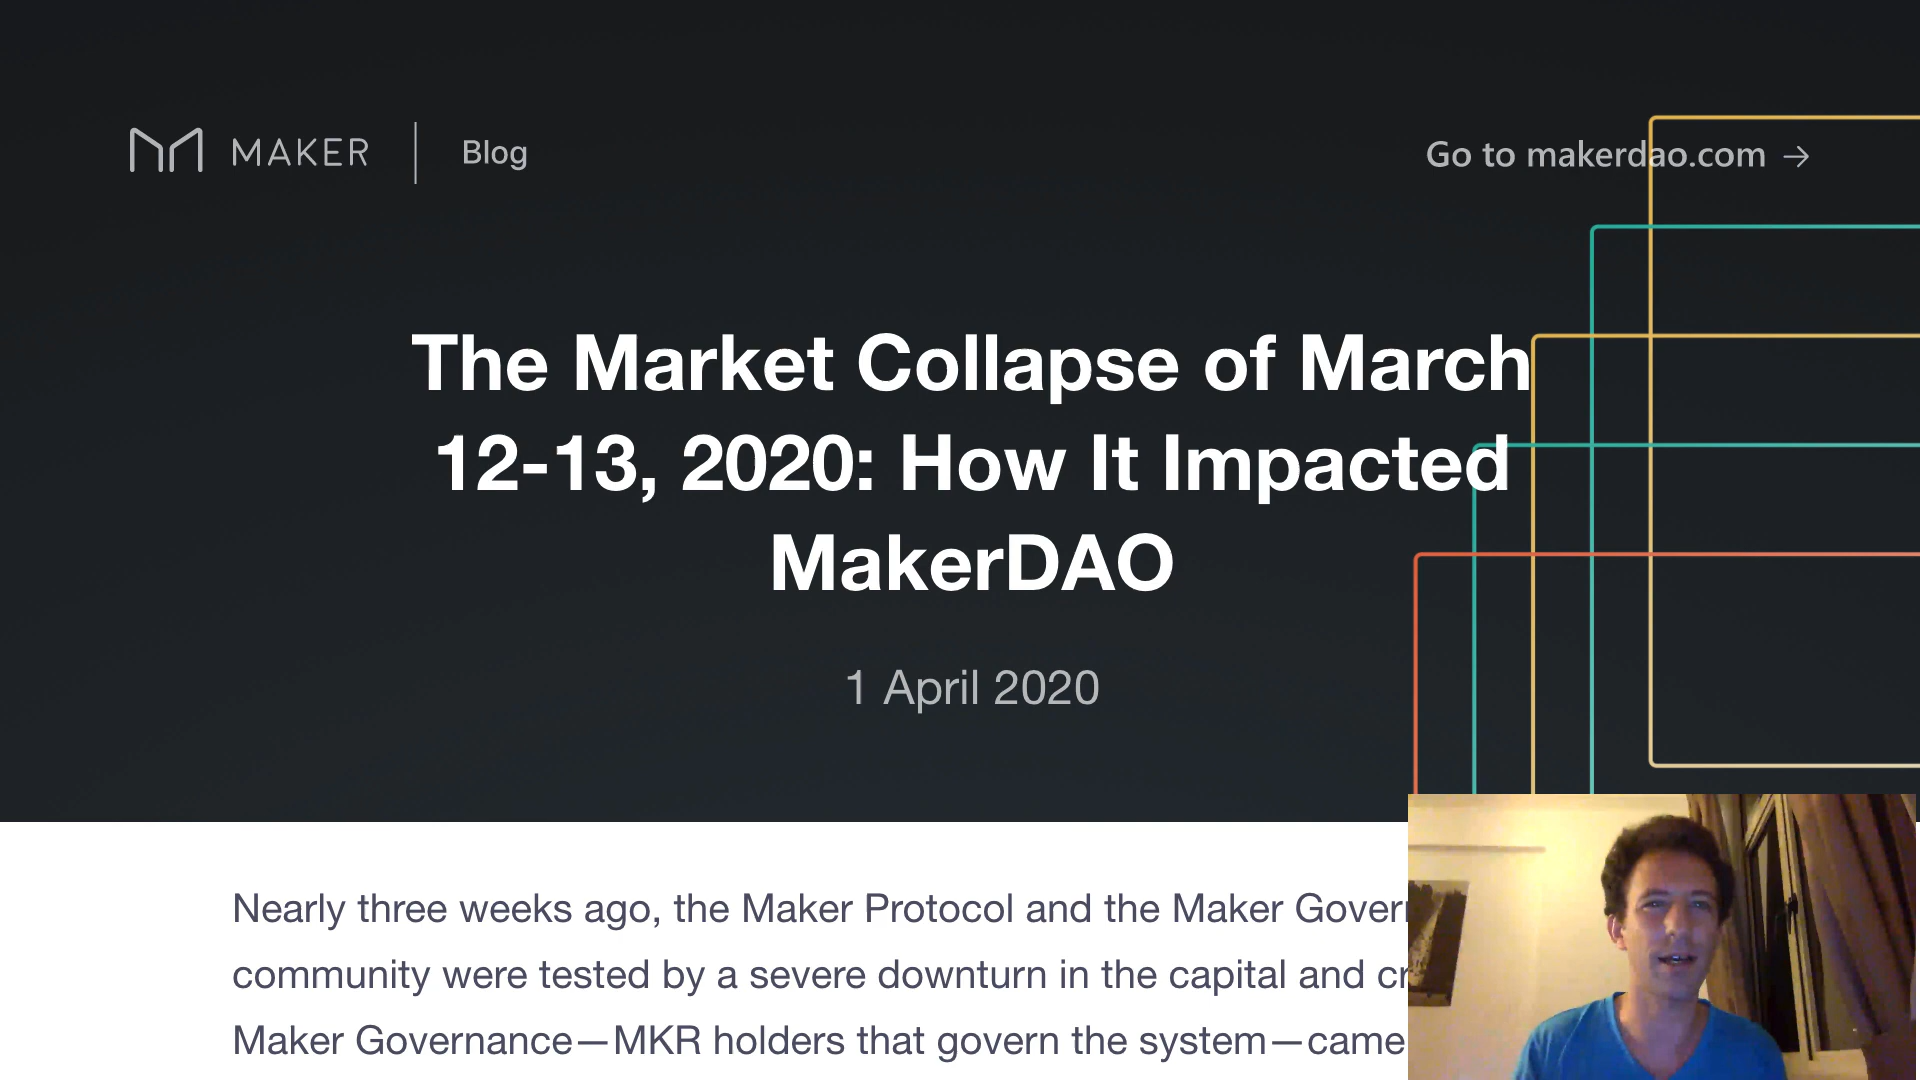 MAKER
Blog
Go to makerdao.com →
The Market Collapse of March
12-13, 2020: How It Impacted
MakerDAO
1 April 2020
Nearly three weeks ago, the Maker Protocol and the Maker
community were tested by a severe downturn in the capital and
Maker Governance—MKR holders that govern the system—came